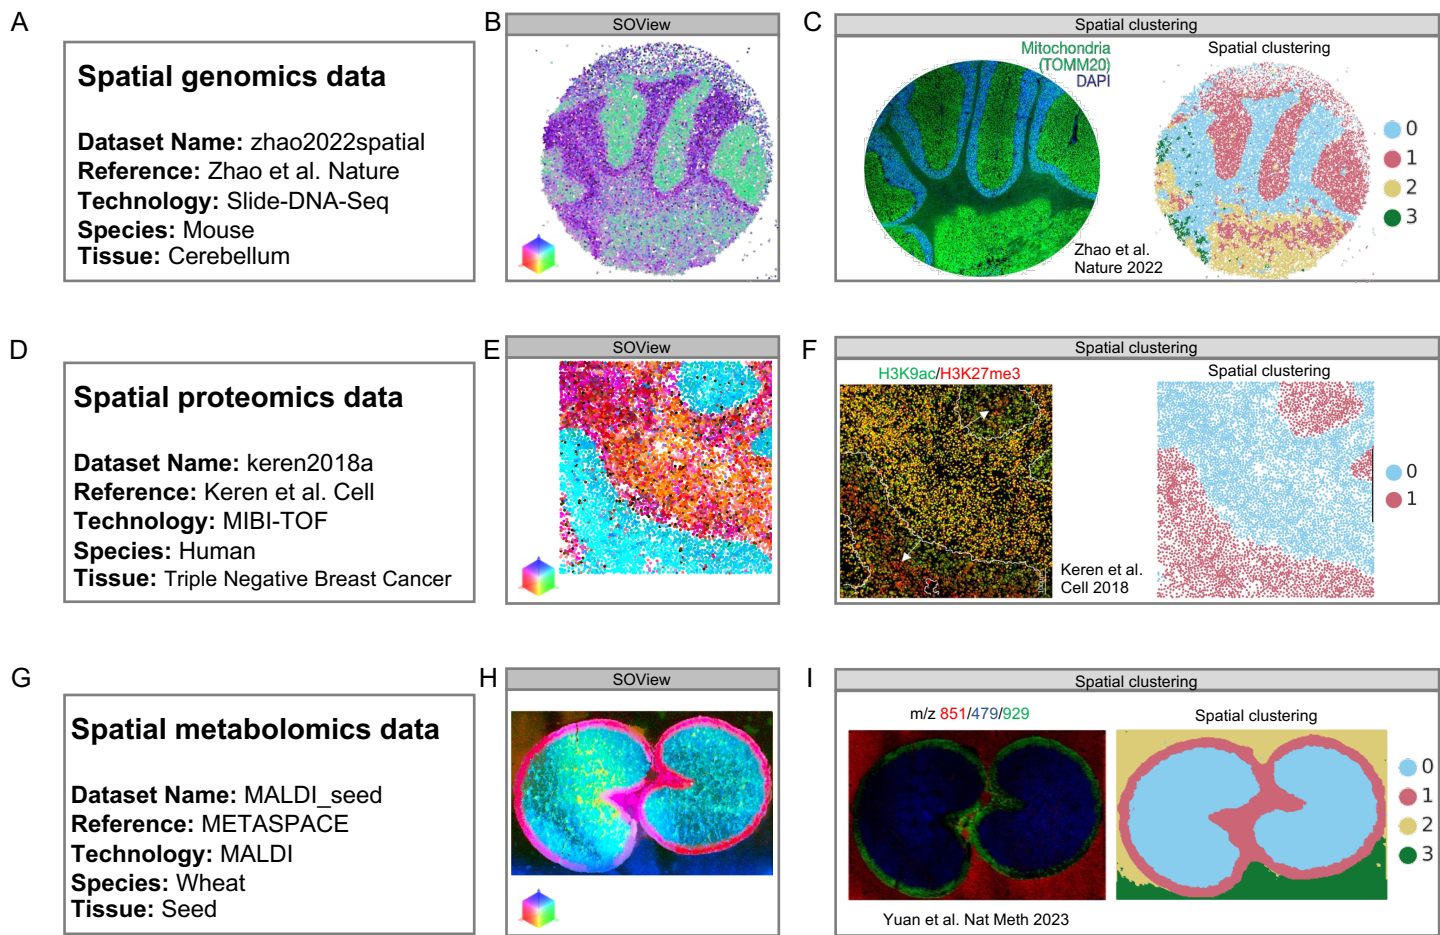 A
Spatial genomics data
Dataset Name: zhao2022spatial
Reference: Zhao et al. Nature
Technology: Slide-DNA-Seq
Species: Mouse
Tissue: Cerebellum
B
SOView
C
Spatial clustering
Mitochondria
(TOMM20)
DAPI
Zhao et al.
Nature 2022
Spatial clustering
0
1
2
3
D
Spatial proteomics data
Dataset Name: keren2018a
Reference: Keren et al. Cell
Technology: MIBI-TOF
Species: Human
Tissue: Triple Negative Breast Cancer
E
SOView
F
Spatial clustering
H3K9ac/H3K27me3
Keren et al.
Cell 2018
Spatial clustering
0
1
G
Spatial metabolomics data
Dataset Name: MALDI_seed
Reference: METASPACE
Technology: MALDI
Species: Wheat
Tissue: Seed
H
SOView
I
Spatial clustering
m/z 851/479/929
Yuan et al. Nat Meth 2023
Spatial clustering
0
1
2
3